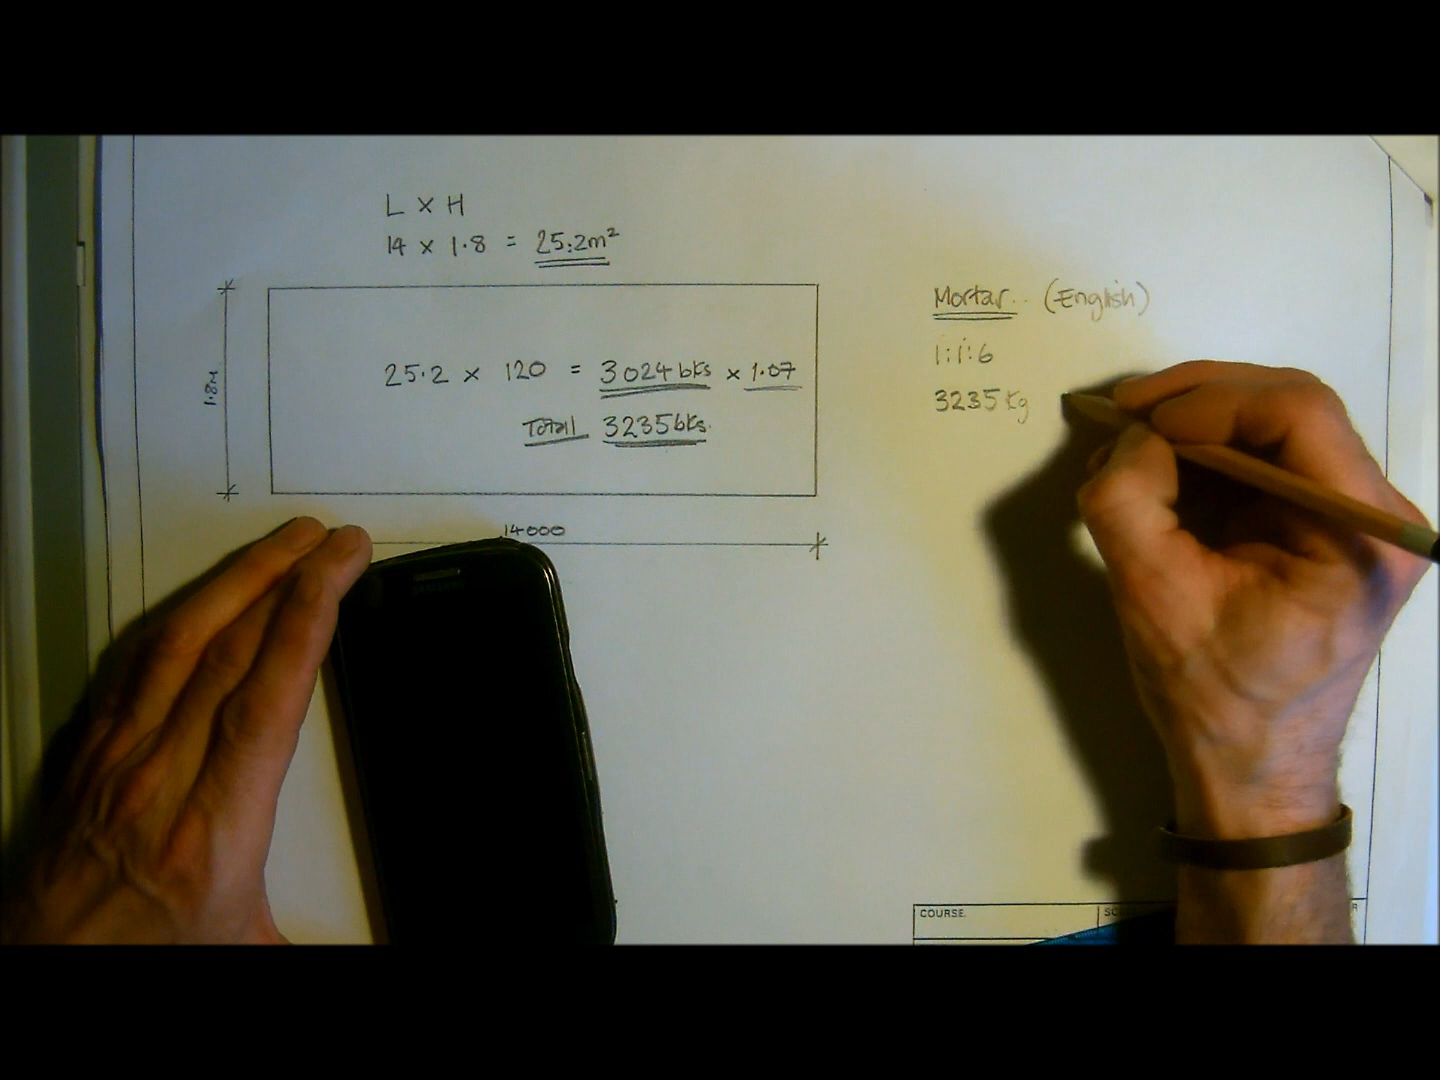 L x H
14 x 1.8 = 25.2m²
Mortar.. (English)
1:1:6
25.2 x 120 = 3024 bks x 1.07
3235 kg
1.8M
Total 3235 bks.
14000
COURSE